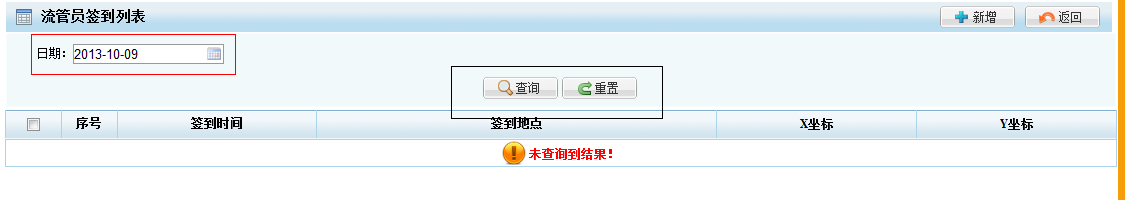 流管员签到列表 新增 返回
日期：2013-10-09
查询 重置
序号 签到时间 签到地点 X坐标 Y坐标
未查询到结果！